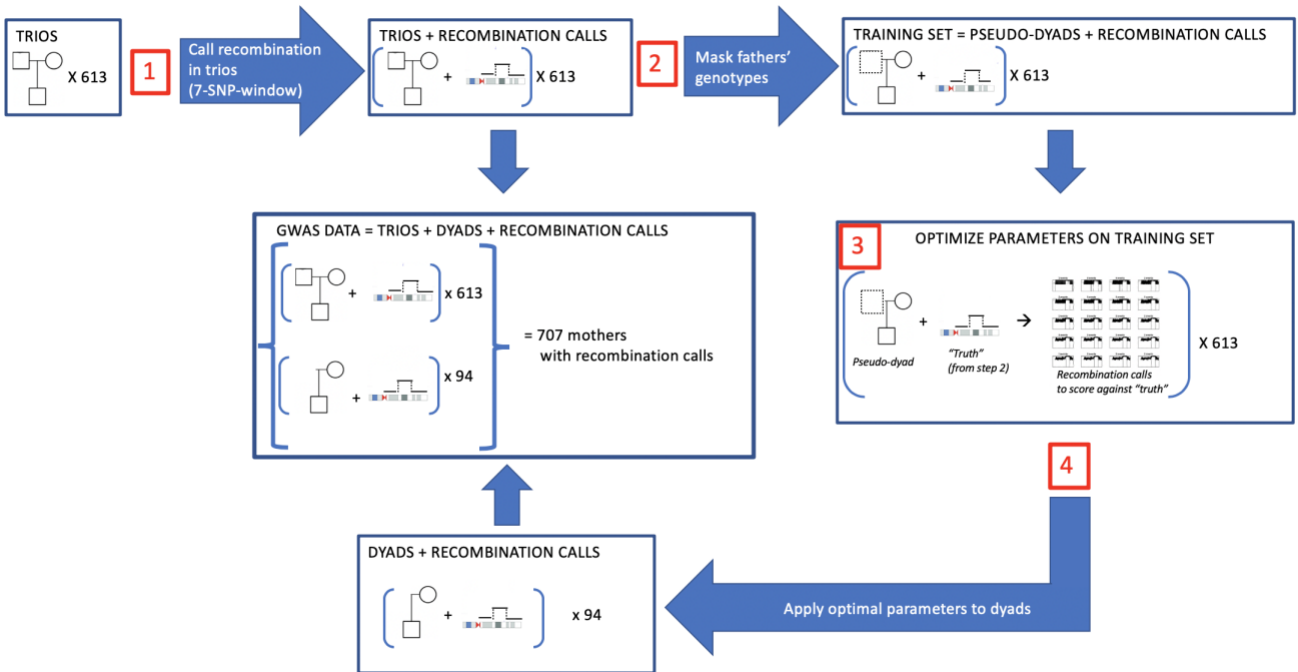 TRIOS
X 613
1
Call recombination
in trios
(7-SNP-window)
TRIOS + RECOMBINATION CALLS
+
X 613
2
Mask fathers'
genotypes
TRAINING SET = PSEUDO-DYADS + RECOMBINATION CALLS
+
X 613
GWAS DATA = TRIOS + DYADS + RECOMBINATION CALLS
+
x 613
+
x 94
= 707 mothers
with recombination calls
3
OPTIMIZE PARAMETERS ON TRAINING SET
+
→
X 613
Pseudo-dyad
"Truth"
(from step 2)
Recombination calls
to score against "truth"
4
DYADS + RECOMBINATION CALLS
+
x 94
Apply optimal parameters to dyads